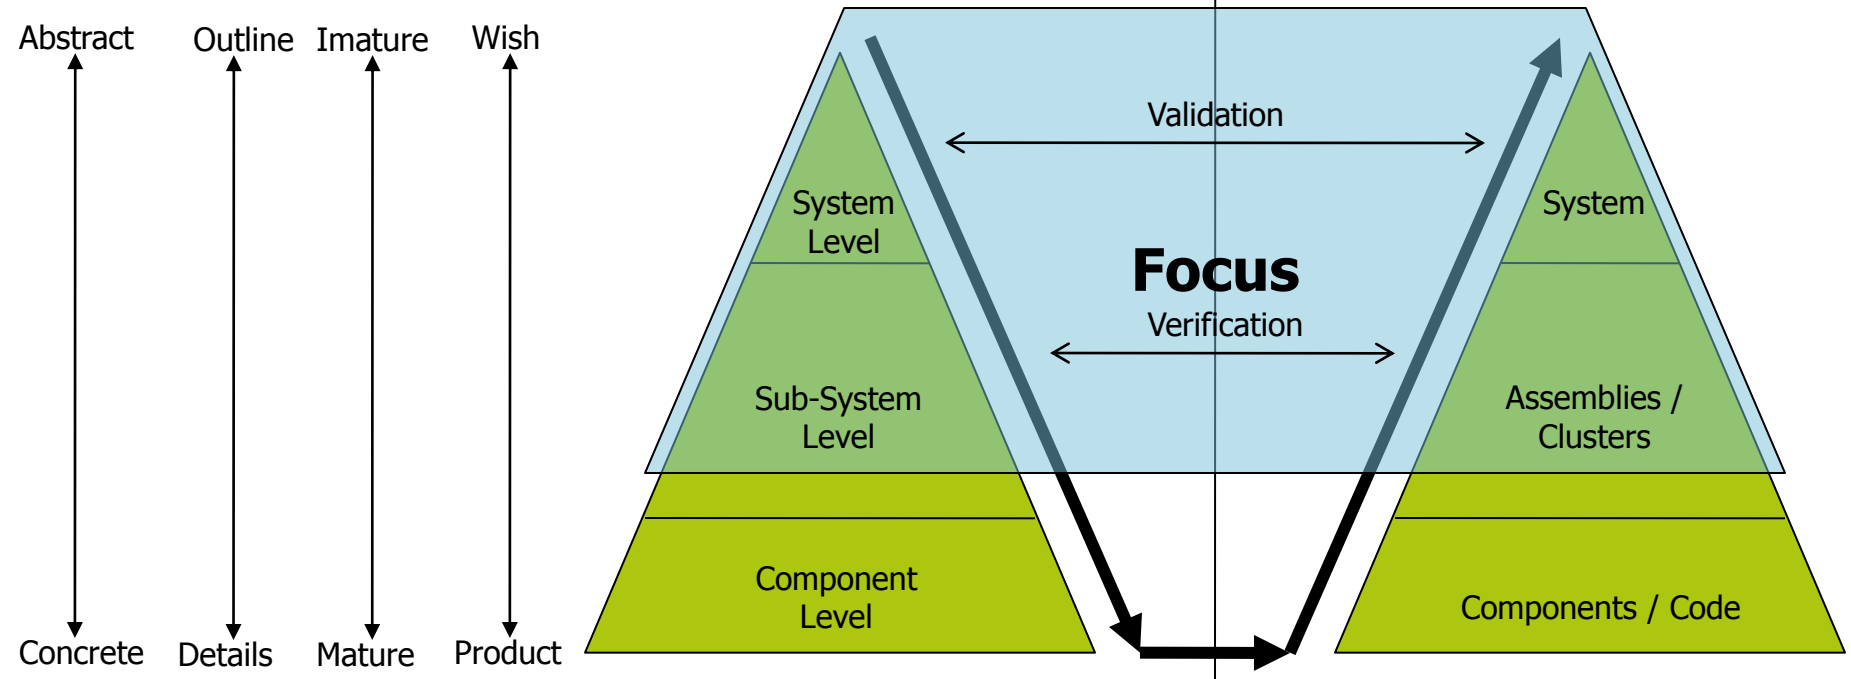 Abstract
Outline
Imature
Wish
Concrete
Details
Mature
Product
System
Level
Sub-System
Level
Component
Level
Validation
Focus
Verification
System
Assemblies /
Clusters
Components / Code